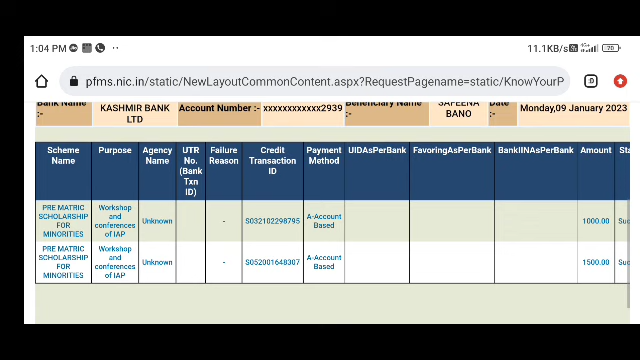 1:04 PM
11.1KB/s
70
pfms.nic.in/static/NewLayoutCommonContent.aspx?RequestPagename=static/KnowYourP
:D
Bank Name :- KASHMIR BANK LTD Account Number :- xxxxxxxxxxxx2939 Beneficiary Name :- SAFEENA BANO Date :- Monday,09 January 2023
Scheme Name Purpose Agency Name UTR No. (Bank Txn ID) Failure Reason Credit Transaction ID Payment Method UIDAsPerBank FavoringAsPerBank BankIINAsPerBank Amount Sta
PRE MATRIC SCHOLARSHIP FOR MINORITIES Workshop and conferences of IAP Unknown - S032102298795 A-Account Based 1000.00 Suc
PRE MATRIC SCHOLARSHIP FOR MINORITIES Workshop and conferences of IAP Unknown - S052001648307 A-Account Based 1500.00 Suc